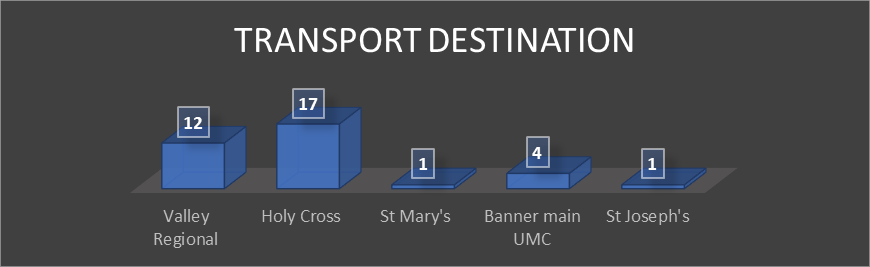 TRANSPORT DESTINATION
12
17
1
4
1
Valley
Regional
Holy Cross
St Mary's
Banner main
UMC
St Joseph's